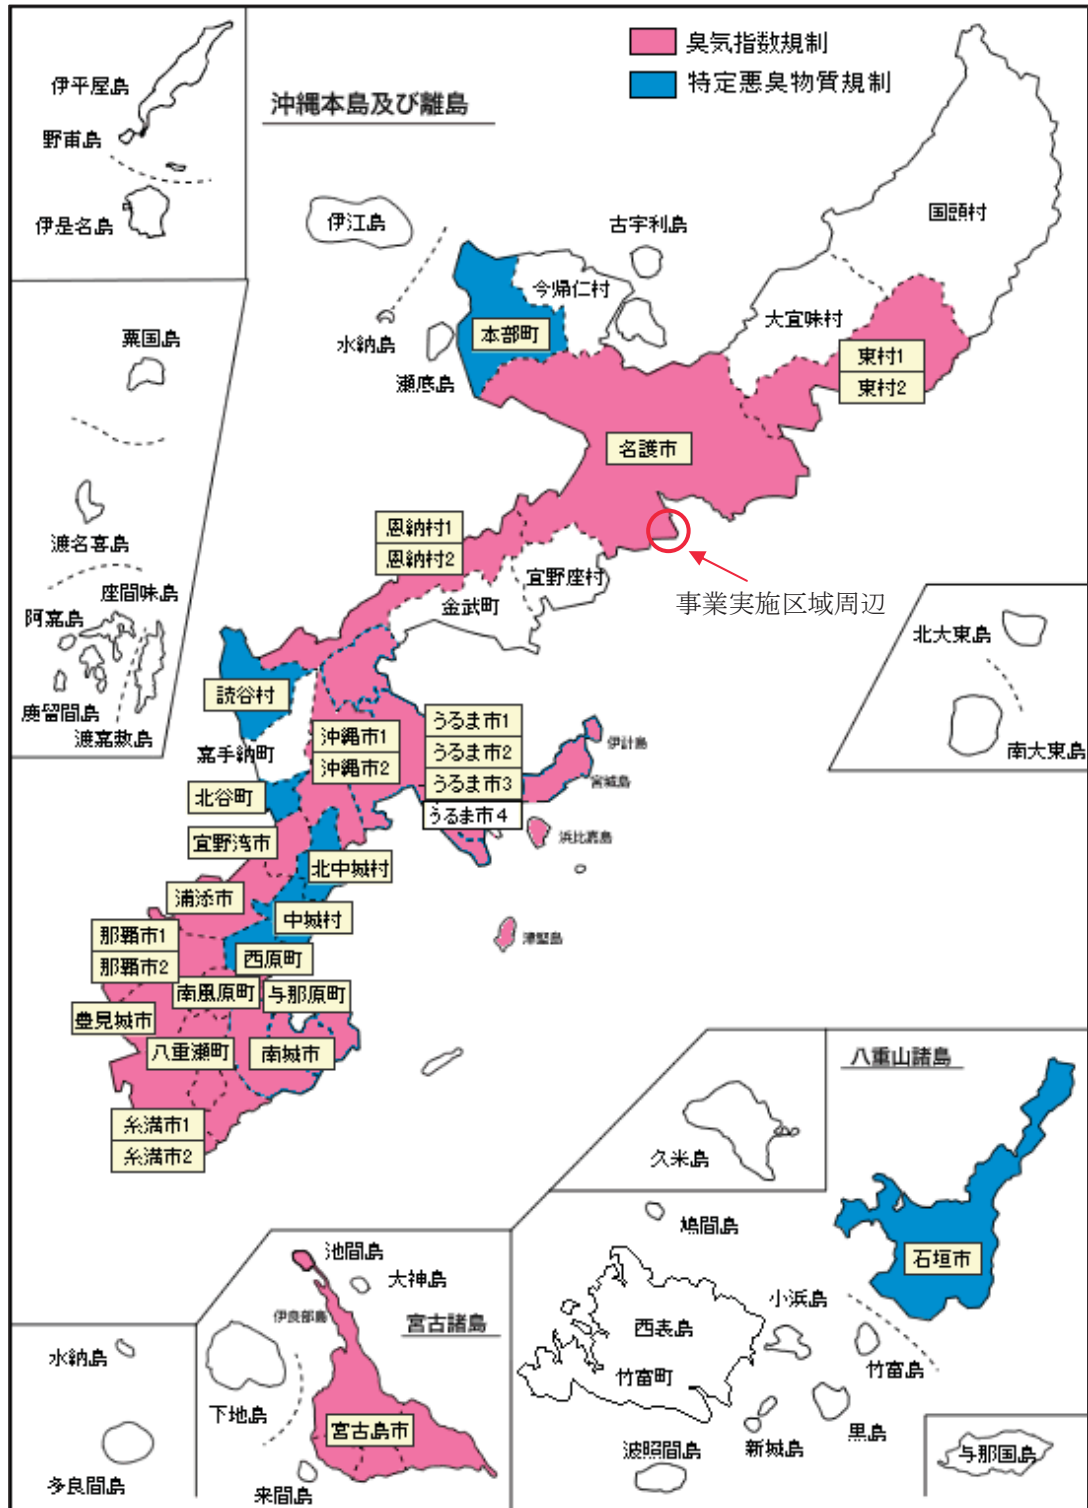 臭気指数規制
特定悪臭物質規制
沖縄本島及び離島
伊平屋島
野甫島
伊是名島
粟国島
渡名喜島
座間味島
阿嘉島
慶留間島
渡嘉敷島
伊江島
古宇利島
国頭村
今帰仁村
大宜味村
水納島
本部町
瀬底島
東村1
東村2
名護市
恩納村1
恩納村2
宜野座村
金武町
事業実施区域周辺
北大東島
南大東島
読谷村
嘉手納町
沖縄市1
沖縄市2
うるま市1
うるま市2
うるま市3
うるま市4
伊計島
宮城島
浜比嘉島
津堅島
北谷町
宜野湾市
北中城村
浦添市
中城村
那覇市1
那覇市2
西原町
南風原町
与那原町
豊見城市
八重瀬町
南城市
糸満市1
糸満市2
久米島
八重山諸島
石垣市
鳩間島
小浜島
西表島
竹富町
竹富島
黒島
新城島
波照間島
与那国島
池間島
大神島
伊良部島
宮古諸島
下地島
宮古島市
来間島
水納島
多良間島